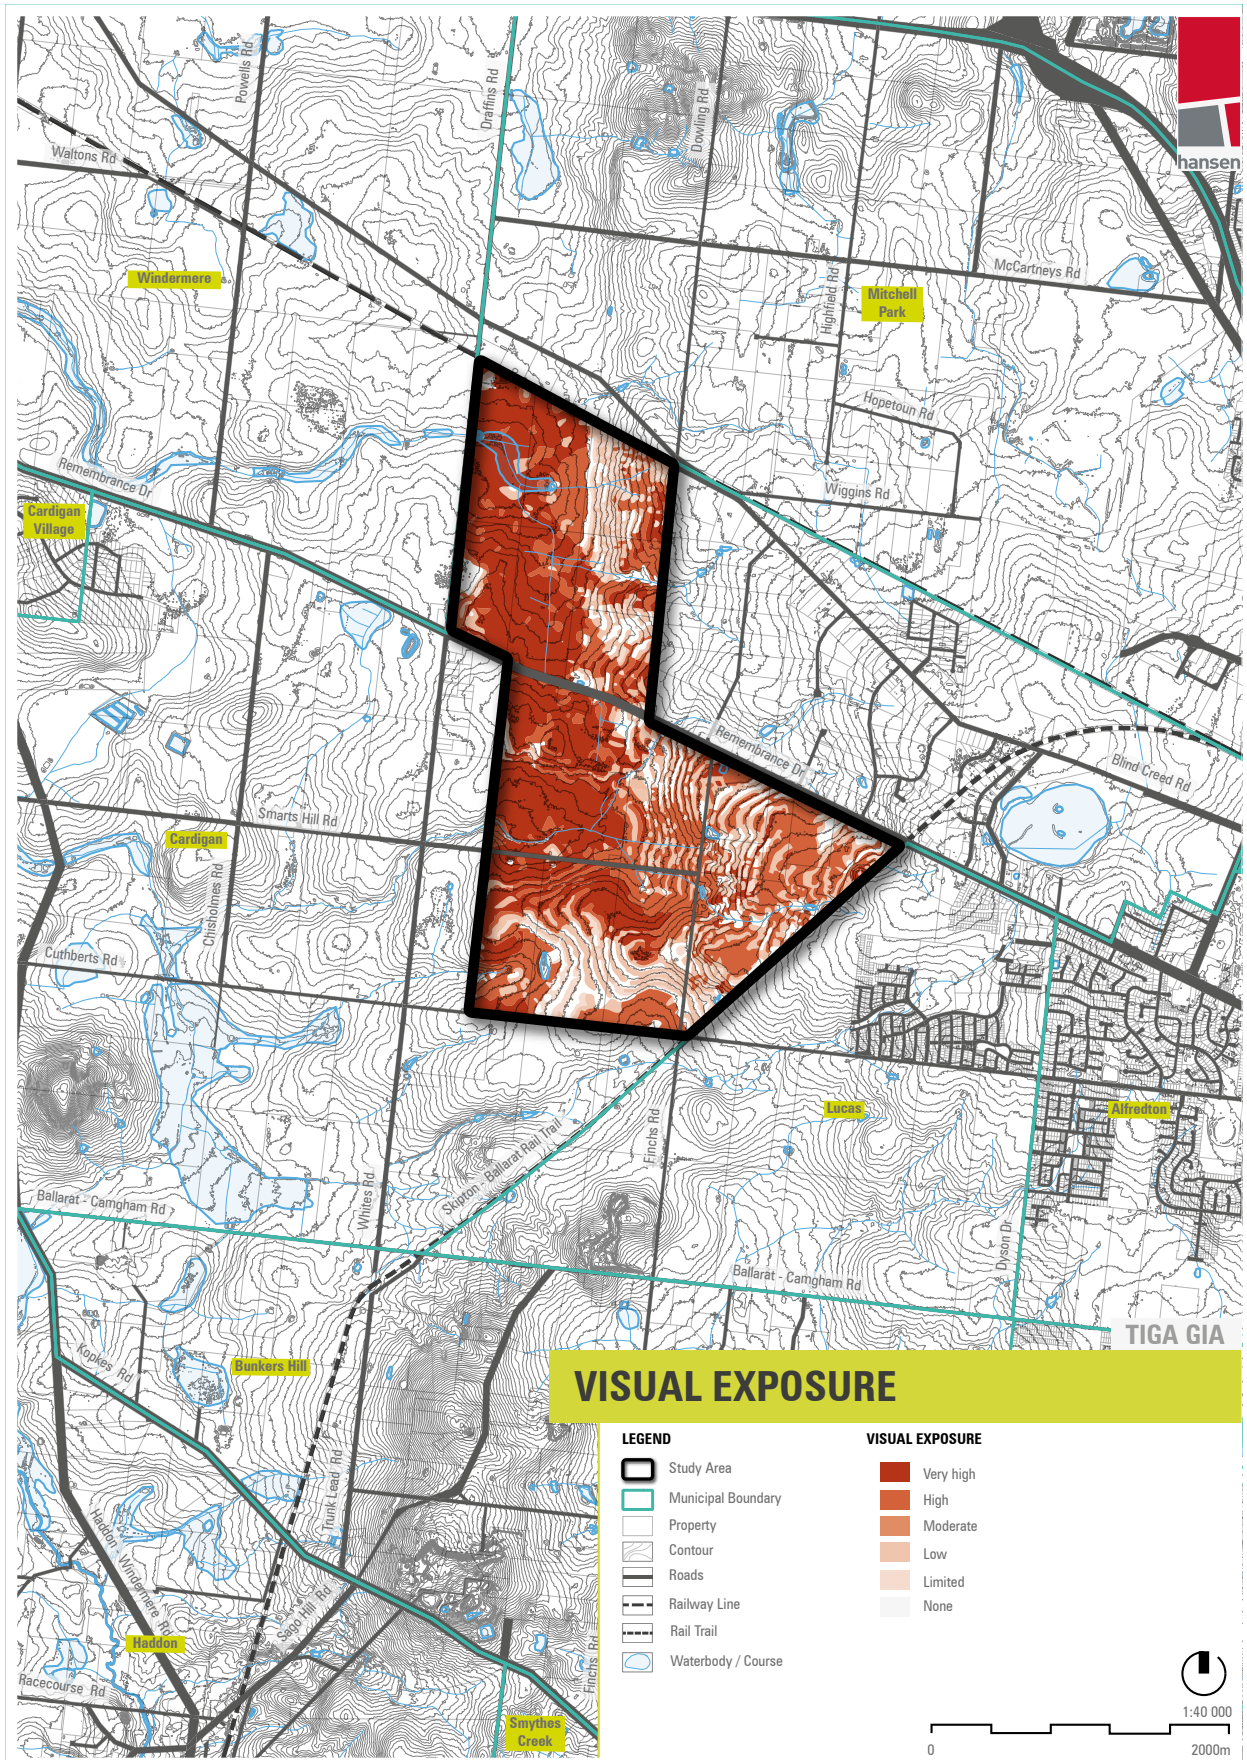 Powells Rd
Draffins Rd
Dowling Rd
hansen
Waltons Rd
Windermere
McCartneys Rd
Highfield Rd
Mitchell
Park
Hopetoun Rd
Remembrance Dr
Wiggins Rd
Cardigan
Village
Remembrance Dr
Blind Creed Rd
Smarts Hill Rd
Cardigan
Chisholmes Rd
Cuthberts Rd
Lucas
Alfredton
Finchs Rd
Skipton - Ballarat Rail Trail
Whites Rd
Ballarat - Camgham Rd
Dyson Dr
Ballarat - Camgham Rd
TIGA GIA
Kopkes Rd
Bunkers Hill
VISUAL EXPOSURE
LEGEND
Study Area
Municipal Boundary
Property
Contour
Roads
Railway Line
Rail Trail
Waterbody / Course
VISUAL EXPOSURE
Very high
High
Moderate
Low
Limited
None
Trunk Lead Rd
Haddon - Windermere Rd
Sago Hill Rd
Finchs Rd
Haddon
Racecourse Rd
Smythes
Creek
1:40 000
0
2000m